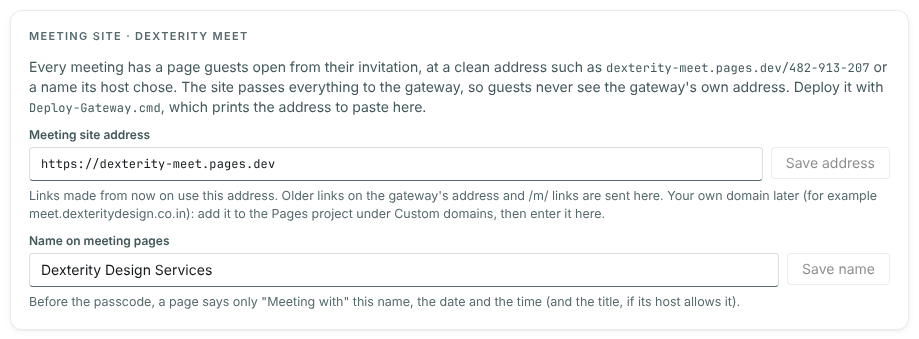 MEETING SITE · DEXTERITY MEET
Every meeting has a page guests open from their invitation, at a clean address such as dexterity-meet.pages.dev/482-913-207 or
a name its host chose. The site passes everything to the gateway, so guests never see the gateway's own address. Deploy it with
Deploy-Gateway.cmd, which prints the address to paste here.
Meeting site address
https://dexterity-meet.pages.dev
Save address
Links made from now on use this address. Older links on the gateway's address and /m/ links are sent here. Your own domain later (for example
meet.dexteritydesign.co.in): add it to the Pages project under Custom domains, then enter it here.
Name on meeting pages
Dexterity Design Services
Save name
Before the passcode, a page says only "Meeting with" this name, the date and the time (and the title, if its host allows it).